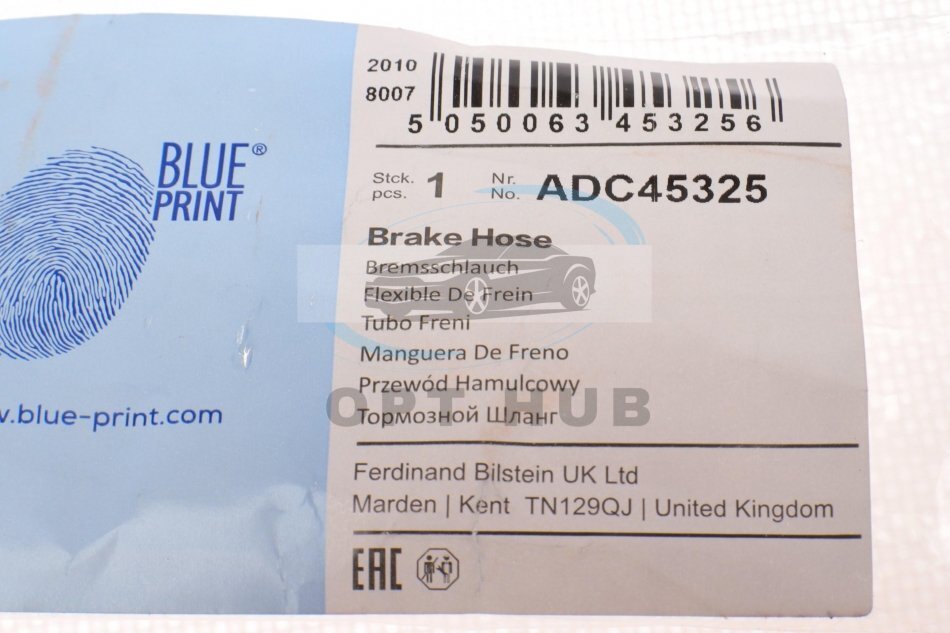 BLUE®
PRINT
w.blue-print.com
2010
8007
5 050063 453256
Stck. 1 Nr. ADC45325
pcs. No.
Brake Hose
Bremsschlauch
Flexible De Frein
Tubo Freni
Manguera De Freno
Przewód Hamulcowy
Тормозной Шланг
OPT HUB
Ferdinand Bilstein UK Ltd
Marden | Kent TN129QJ | United Kingdom
EAC